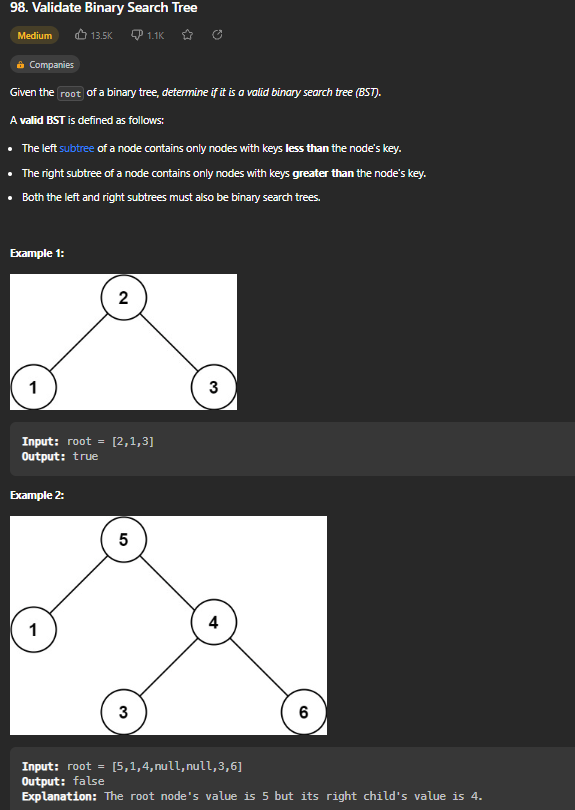 98. Validate Binary Search Tree
Medium 13.5K 1.1K
Companies
Given the root of a binary tree, determine if it is a valid binary search tree (BST).
A valid BST is defined as follows:
• The left subtree of a node contains only nodes with keys less than the node's key.
• The right subtree of a node contains only nodes with keys greater than the node's key.
• Both the left and right subtrees must also be binary search trees.
Example 1:
2
1 3
Input: root = [2,1,3]
Output: true
Example 2:
5
1 4
3 6
Input: root = [5,1,4,null,null,3,6]
Output: false
Explanation: The root node's value is 5 but its right child's value is 4.